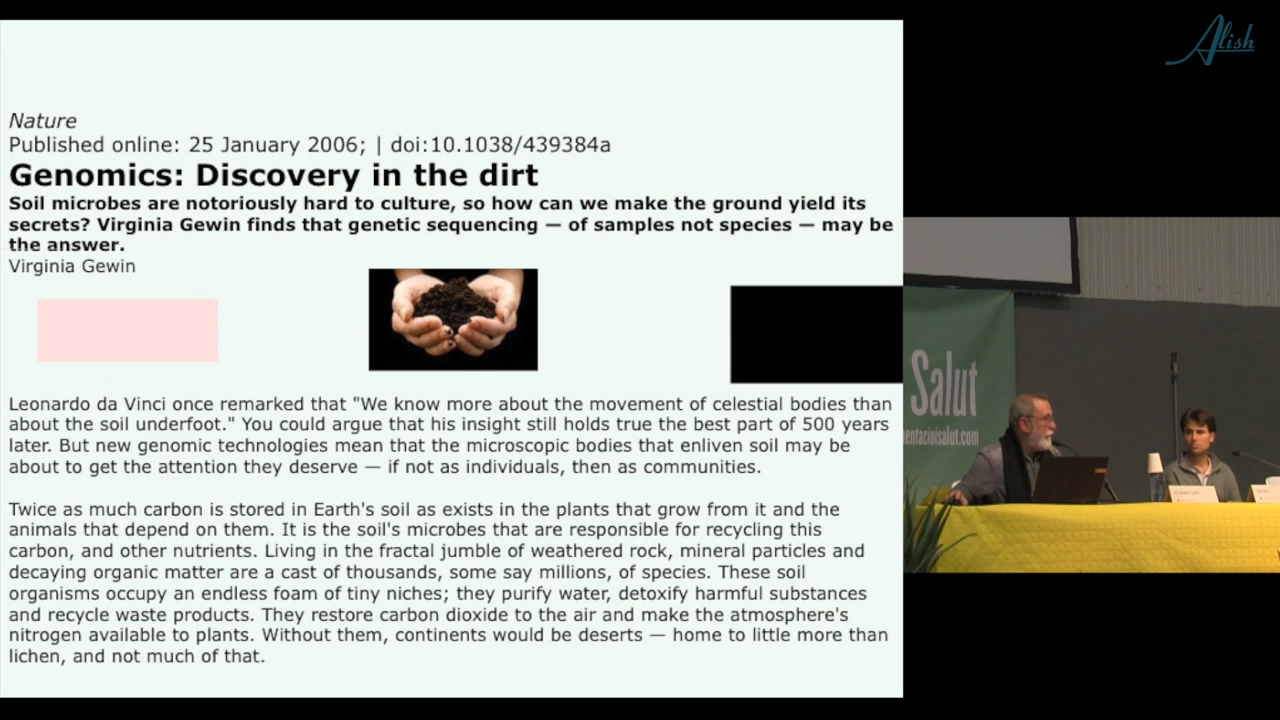 Alish
Nature
Published online: 25 January 2006; | doi:10.1038/439384a
Genomics: Discovery in the dirt
Soil microbes are notoriously hard to culture, so how can we make the ground yield its
secrets? Virginia Gewin finds that genetic sequencing — of samples not species — may be
the answer.
Virginia Gewin
Leonardo da Vinci once remarked that "We know more about the movement of celestial bodies than
about the soil underfoot." You could argue that his insight still holds true the best part of 500 years
later. But new genomic technologies mean that the microscopic bodies that enliven soil may be
about to get the attention they deserve — if not as individuals, then as communities.
Twice as much carbon is stored in Earth's soil as exists in the plants that grow from it and the
animals that depend on them. It is the soil's microbes that are responsible for recycling this
carbon, and other nutrients. Living in the fractal jumble of weathered rock, mineral particles and
decaying organic matter are a cast of thousands, some say millions, of species. These soil
organisms occupy an endless foam of tiny niches; they purify water, detoxify harmful substances
and recycle waste products. They restore carbon dioxide to the air and make the atmosphere's
nitrogen available to plants. Without them, continents would be deserts — home to little more than
lichen, and not much of that.
Salut
entacioisalut.com